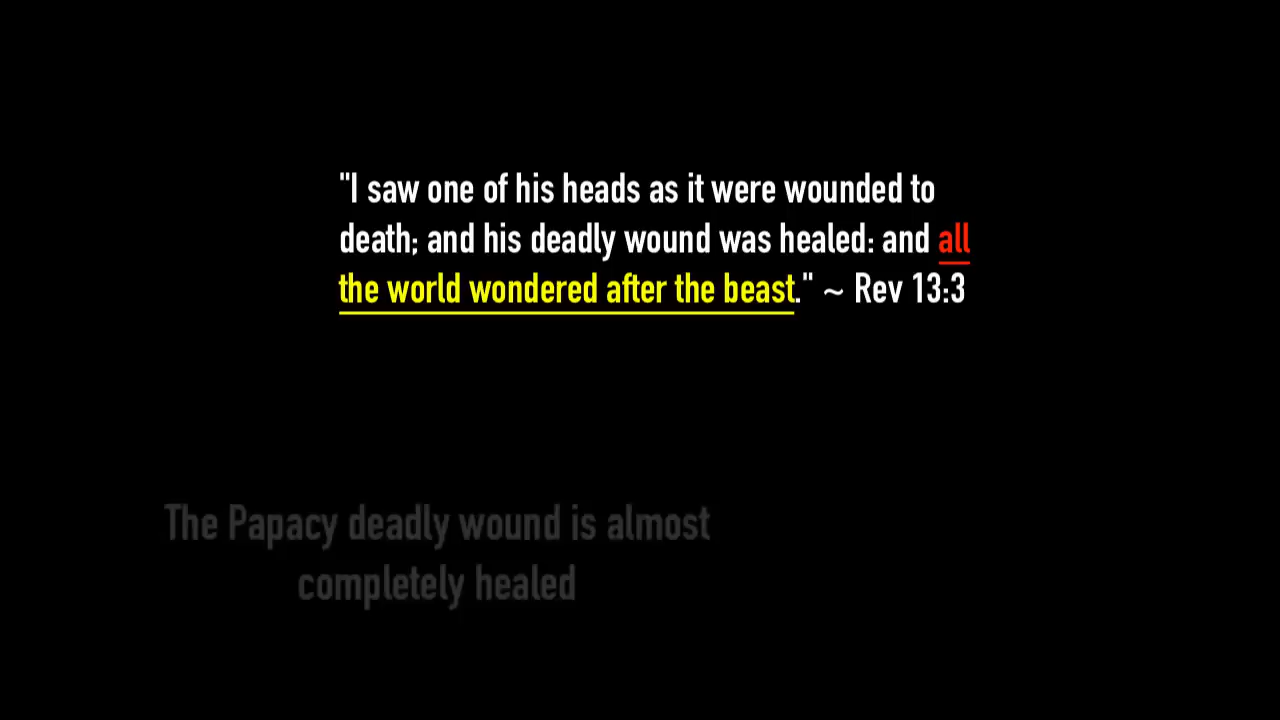 "I saw one of his heads as it were wounded to
death; and his deadly wound was healed: and all
the world wondered after the beast." ~ Rev 13:3
The Papacy deadly wound is almost
completely healed